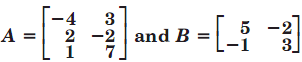 A = [-4 3
2 -2
1 7] and B = [5 -2
-1 3]